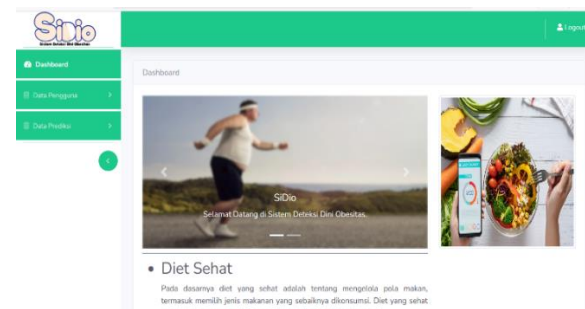 SiDio
Logout
Dashboard
Data Pengguna
Data Prediksi
Dashboard
SiDio
Selamat Datang di Sistem Deteksi Dini Obesitas.
Diet Sehat
Pada dasarnya diet yang sehat adalah tentang mengelola pola makan,
termasuk memilih jenis makanan yang sebaiknya dikonsumsi. Diet yang sehat